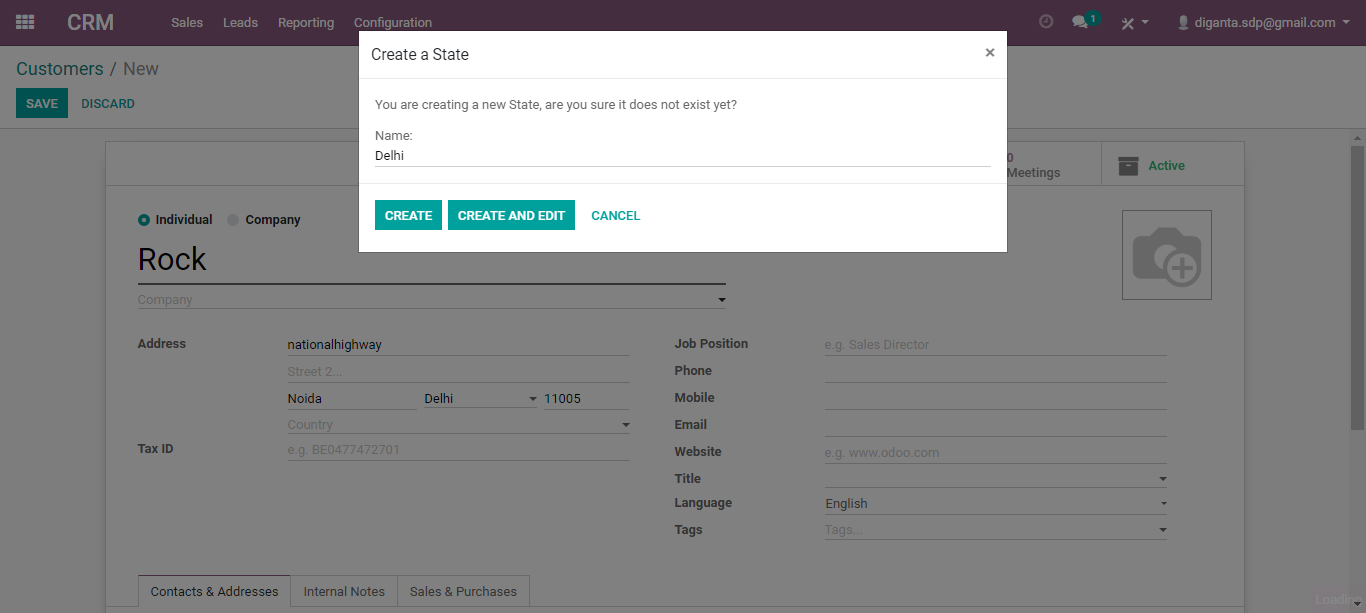 CRM Sales Leads Reporting Configuration 1 diganta.sdp@gmail.com
Customers / New
SAVE DISCARD
Create a State ×
You are creating a new State, are you sure it does not exist yet?
Name:
Delhi
CREATE CREATE AND EDIT CANCEL
0
Meetings
Active
Individual Company
Rock
Company
Address nationalhighway
Street 2...
Noida Delhi 11005
Country
Tax ID e.g. BE0477472701
Job Position e.g. Sales Director
Phone
Mobile
Email
Website e.g. www.odoo.com
Title
Language English
Tags Tags...
Contacts & Addresses Internal Notes Sales & Purchases
Loading